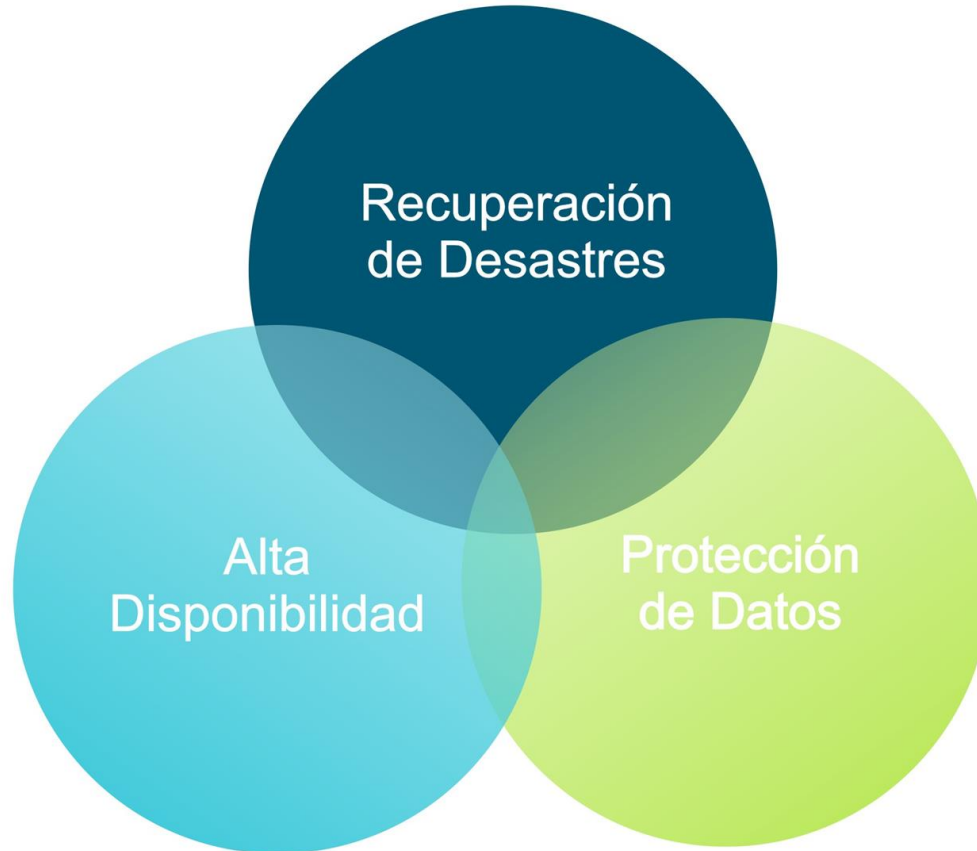 Recuperación
de Desastres
Alta
Disponibilidad
Protección
de Datos